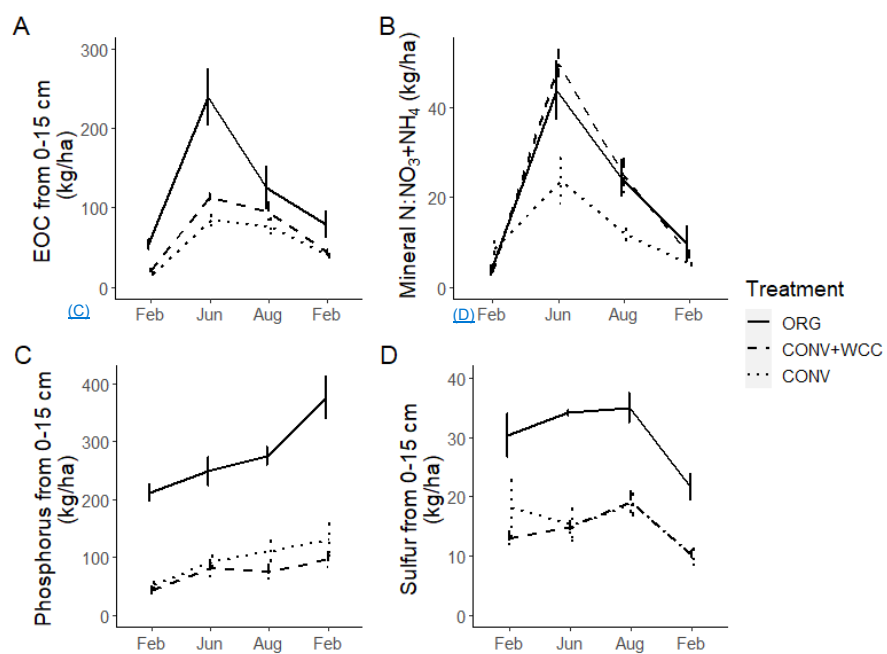 A
EOC from 0-15 cm
(kg/ha)
300
200
100
0
Feb Jun Aug Feb
(C)
B
Mineral N:NO3+NH4 (kg/ha)
40
20
0
Feb Jun Aug Feb
(D)
Treatment
ORG
CONV+WCC
CONV
C
Phosphorus from 0-15 cm
(kg/ha)
400
300
200
100
0
Feb Jun Aug Feb
D
Sulfur from 0-15 cm
(kg/ha)
40
30
20
10
0
Feb Jun Aug Feb